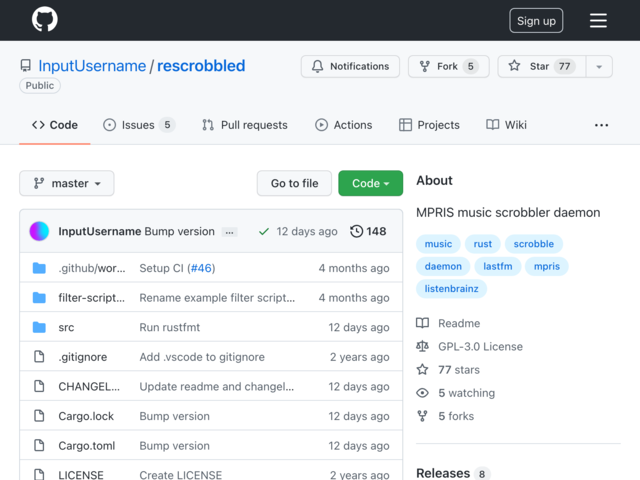 Sign up
InputUsername / rescrobbled
Public
Notifications
Fork 5
Star 77
Code
Issues 5
Pull requests
Actions
Projects
Wiki
master
Go to file
Code
InputUsername Bump version ... 12 days ago 148
.github/wor... Setup CI (#46) 4 months ago
filter-script... Rename example filter script... 4 months ago
src Run rustfmt 12 days ago
.gitignore Add .vscode to gitignore 2 years ago
CHANGEL... Update readme and changel... 12 days ago
Cargo.lock Bump version 12 days ago
Cargo.toml Bump version 12 days ago
LICENSE Create LICENSE 2 years ago
About
MPRIS music scrobbler daemon
music rust scrobble
daemon lastfm mpris
listenbrainz
Readme
GPL-3.0 License
77 stars
5 watching
5 forks
Releases 8